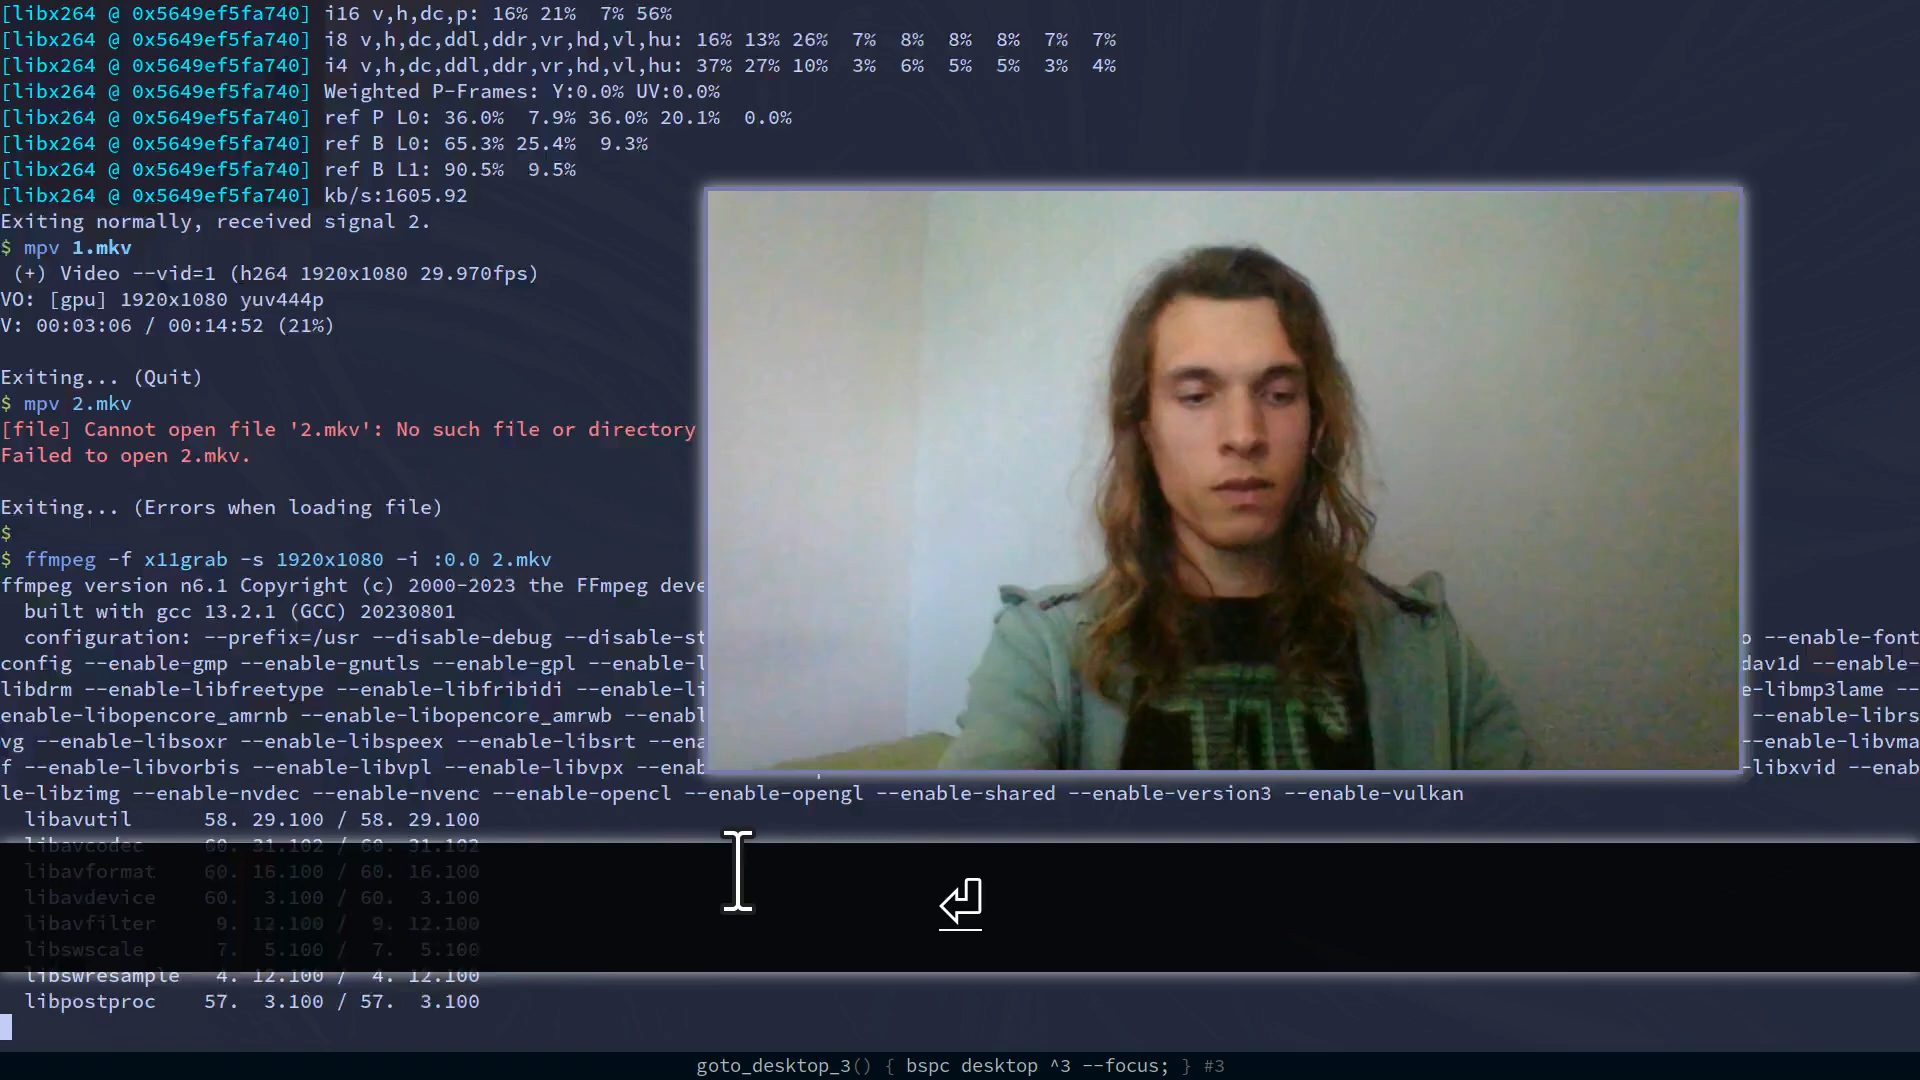 [libx264 @ 0x5649ef5fa740] i16 v,h,dc,p: 16% 21%  7% 56%
[libx264 @ 0x5649ef5fa740] i8 v,h,dc,ddl,ddr,vr,hd,vl,hu: 16% 13% 26%  7%  8%  8%  8%  7%  7%
[libx264 @ 0x5649ef5fa740] i4 v,h,dc,ddl,ddr,vr,hd,vl,hu: 37% 27% 10%  3%  6%  5%  5%  3%  4%
[libx264 @ 0x5649ef5fa740] Weighted P-Frames: Y:0.0% UV:0.0%
[libx264 @ 0x5649ef5fa740] ref P L0: 36.0%  7.9% 36.0% 20.1%  0.0%
[libx264 @ 0x5649ef5fa740] ref B L0: 65.3% 25.4%  9.3%
[libx264 @ 0x5649ef5fa740] ref B L1: 90.5%  9.5%
[libx264 @ 0x5649ef5fa740] kb/s:1605.92
Exiting normally, received signal 2.
$ mpv 1.mkv
(+) Video --vid=1 (h264 1920x1080 29.970fps)
VO: [gpu] 1920x1080 yuv444p
V: 00:03:06 / 00:14:52 (21%)
Exiting... (Quit)
$ mpv 2.mkv
[file] Cannot open file '2.mkv': No such file or directory
Failed to open 2.mkv.
Exiting... (Errors when loading file)
$
$ ffmpeg -f x11grab -s 1920x1080 -i :0.0 2.mkv
ffmpeg version n6.1 Copyright (c) 2000-2023 the FFmpeg deve
built with gcc 13.2.1 (GCC) 20230801
configuration: --prefix=/usr --disable-debug --disable-st o --enable-font
config --enable-gmp --enable-gnutls --enable-gpl --enable-l dav1d --enable-
libdrm --enable-libfreetype --enable-libfribidi --enable-li e-libmp3lame --
enable-libopencore_amrnb --enable-libopencore_amrwb --enabl --enable-librs
vg --enable-libsoxr --enable-libspeex --enable-libsrt --ena --enable-libvma
f --enable-libvorbis --enable-libvpl --enable-libvpx --enab -libxvid --enab
le-libzimg --enable-nvdec --enable-nvenc --enable-opencl --enable-opengl --enable-shared --enable-version3 --enable-vulkan
libavutil      58. 29.100 / 58. 29.100
libavcodec     60. 31.102 / 60. 31.102
libavformat    60. 16.100 / 60. 16.100
libavdevice    60.  3.100 / 60.  3.100
libavfilter     9. 12.100 /  9. 12.100
libswscale      7.  5.100 /  7.  5.100
libswresample   4. 12.100 /  4. 12.100
libpostproc    57.  3.100 / 57.  3.100
goto_desktop_3() { bspc desktop ^3 --focus; } #3